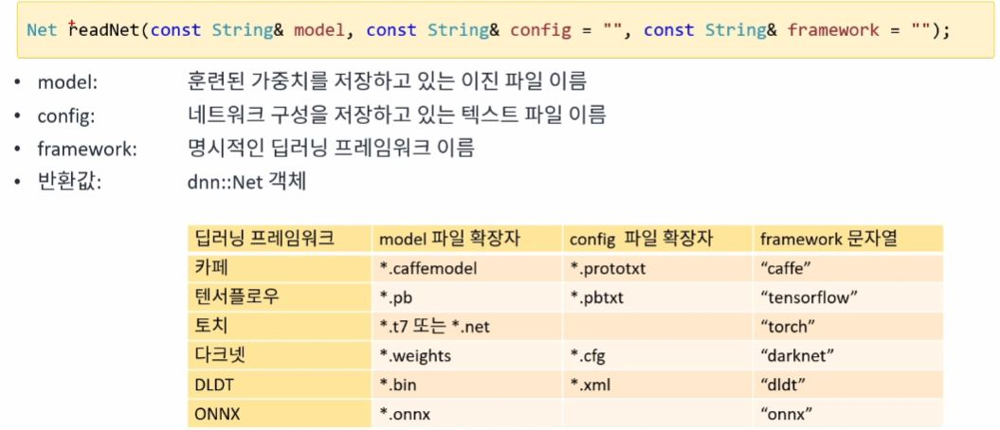 Net readNet(const String& model, const String& config = "", const String& framework = "");
• model: 훈련된 가중치를 저장하고 있는 이진 파일 이름
• config: 네트워크 구성을 저장하고 있는 텍스트 파일 이름
• framework: 명시적인 딥러닝 프레임워크 이름
• 반환값: dnn::Net 객체
딥러닝 프레임워크 model 파일 확장자 config 파일 확장자 framework 문자열
카페 *.caffemodel *.prototxt “caffe”
텐서플로우 *.pb *.pbtxt “tensorflow”
토치 *.t7 또는 *.net “torch”
다크넷 *.weights *.cfg “darknet”
DLDT *.bin *.xml “dldt”
ONNX *.onnx “onnx”